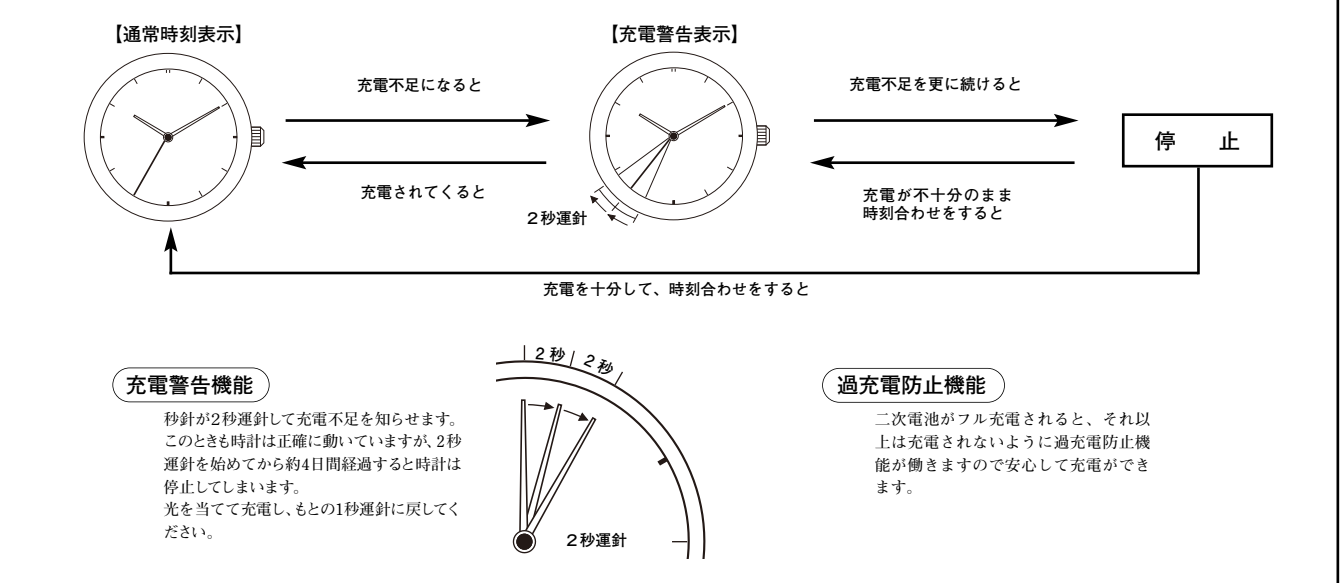 【通常時刻表示】
【充電警告表示】
充電不足になると
充電不足を更に続けると
停 止
充電されてくると
充電が不十分のまま
時刻合わせをすると
2秒運針
充電を十分して、時刻合わせをすると
充電警告機能
秒針が2秒運針して充電不足を知らせます。
このときも時計は正確に動いていますが、2秒
運針を始めてから約4日間経過すると時計は
停止してしまいます。
光を当てて充電し、もとの1秒運針に戻してく
ださい。
2秒
2秒
2秒運針
過充電防止機能
二次電池がフル充電されると、それ以
上は充電されないように過充電防止機
能が働きますので安心して充電ができ
ます。